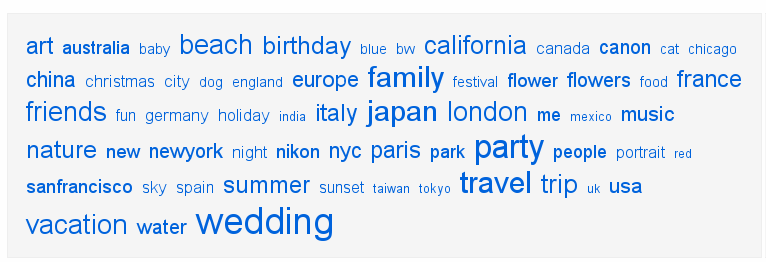 art australia baby beach birthday blue bw california canada canon cat chicago
china christmas city dog england europe family festival flower flowers food france
friends fun germany holiday india italy japan london me mexico music
nature new newyork night nikon nyc paris park party people portrait red
sanfrancisco sky spain summer sunset taiwan tokyo travel trip uk usa
vacation water wedding